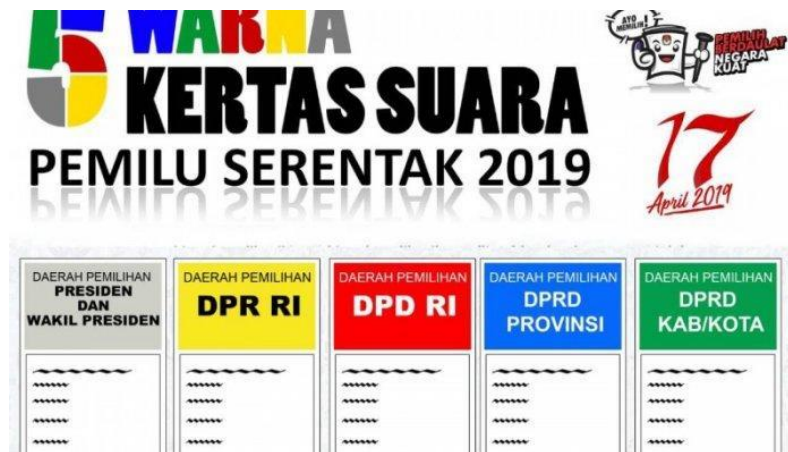 5 WARNA
KERTAS SUARA
PEMILU SERENTAK 2019
AYO
MEMILIH!
PEMILIH
BERDAULAT
NEGARA
KUAT
17
April 2019
DAERAH PEMILIHAN
PRESIDEN
DAN
WAKIL PRESIDEN
DAERAH PEMILIHAN
DPR RI
DAERAH PEMILIHAN
DPD RI
DAERAH PEMILIHAN
DPRD
PROVINSI
DAERAH PEMILIHAN
DPRD
KAB/KOTA